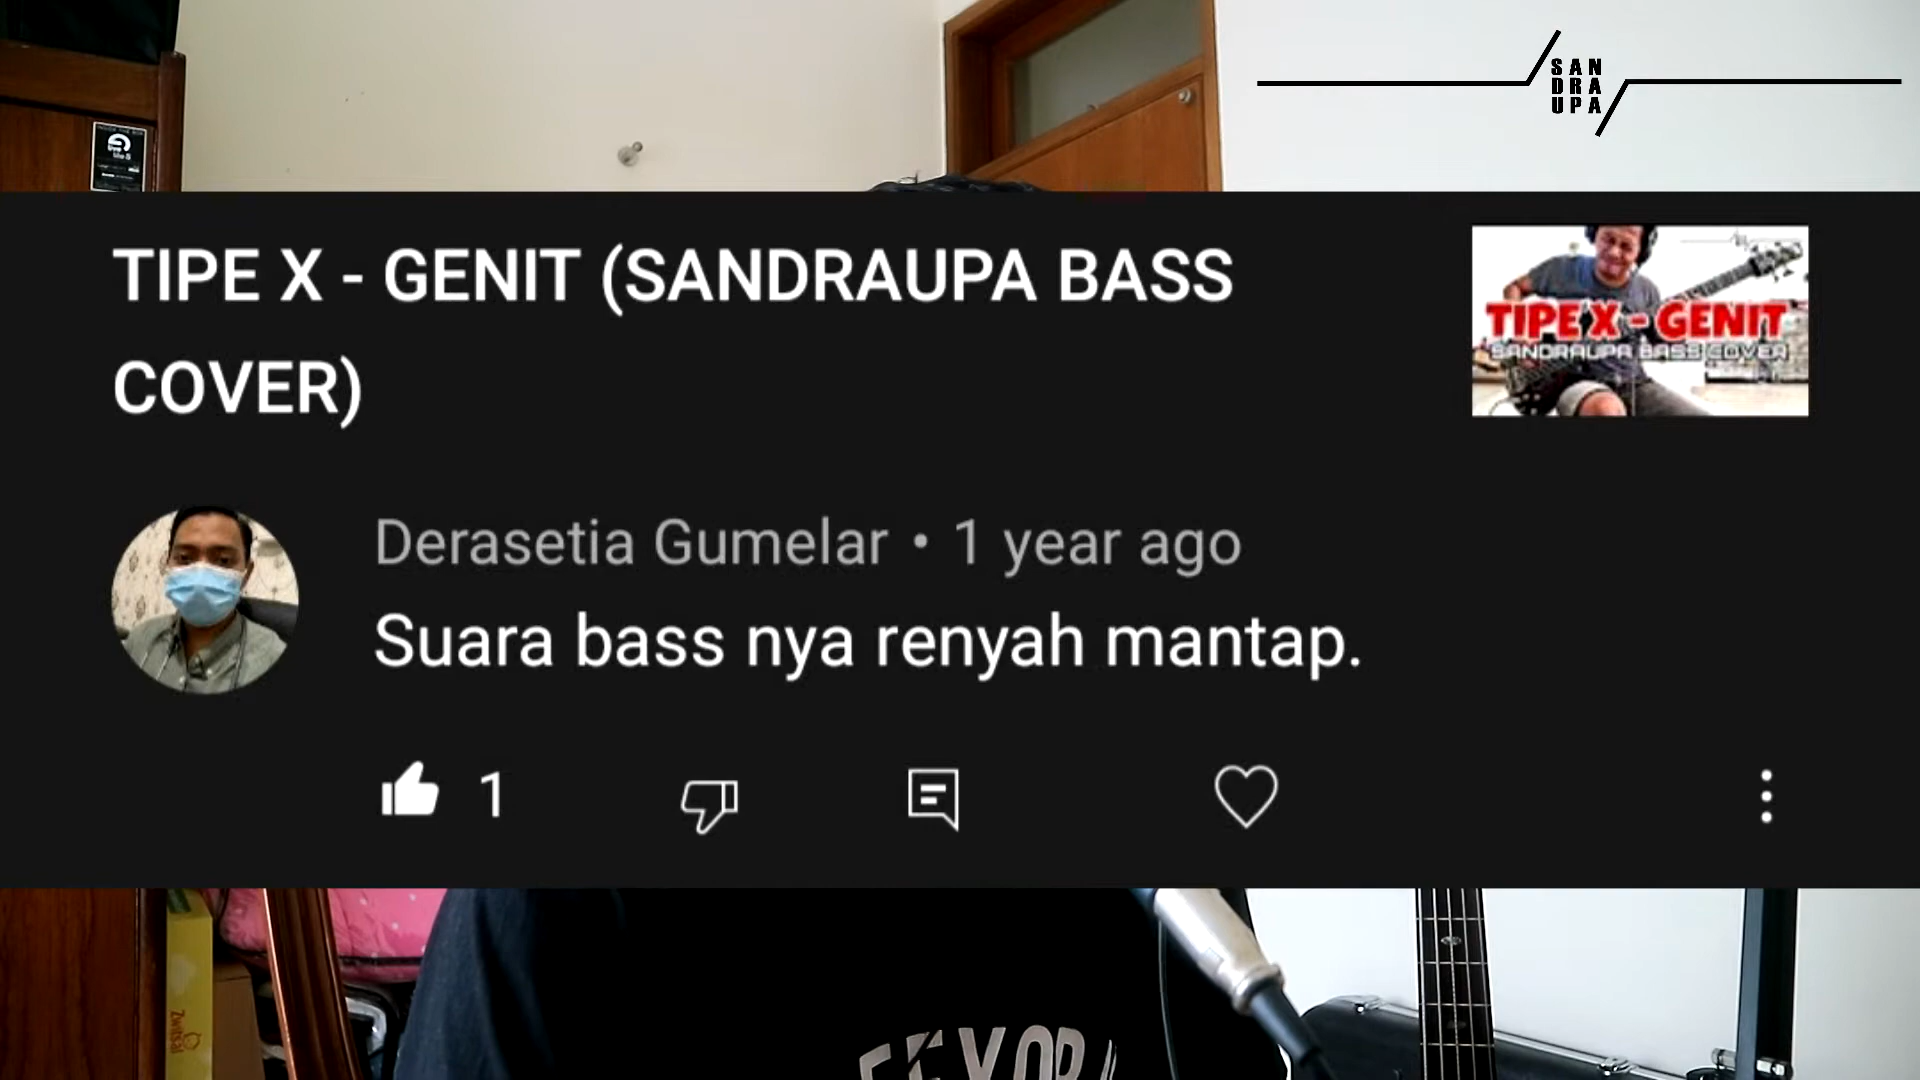 SAN
DRA
UPA
TIPE X - GENIT (SANDRAUPA BASS
COVER)
TIPE X - GENIT
SANDRAUPA BASS COVER
Derasetia Gumelar • 1 year ago
Suara bass nya renyah mantap.
1
Zwitsal